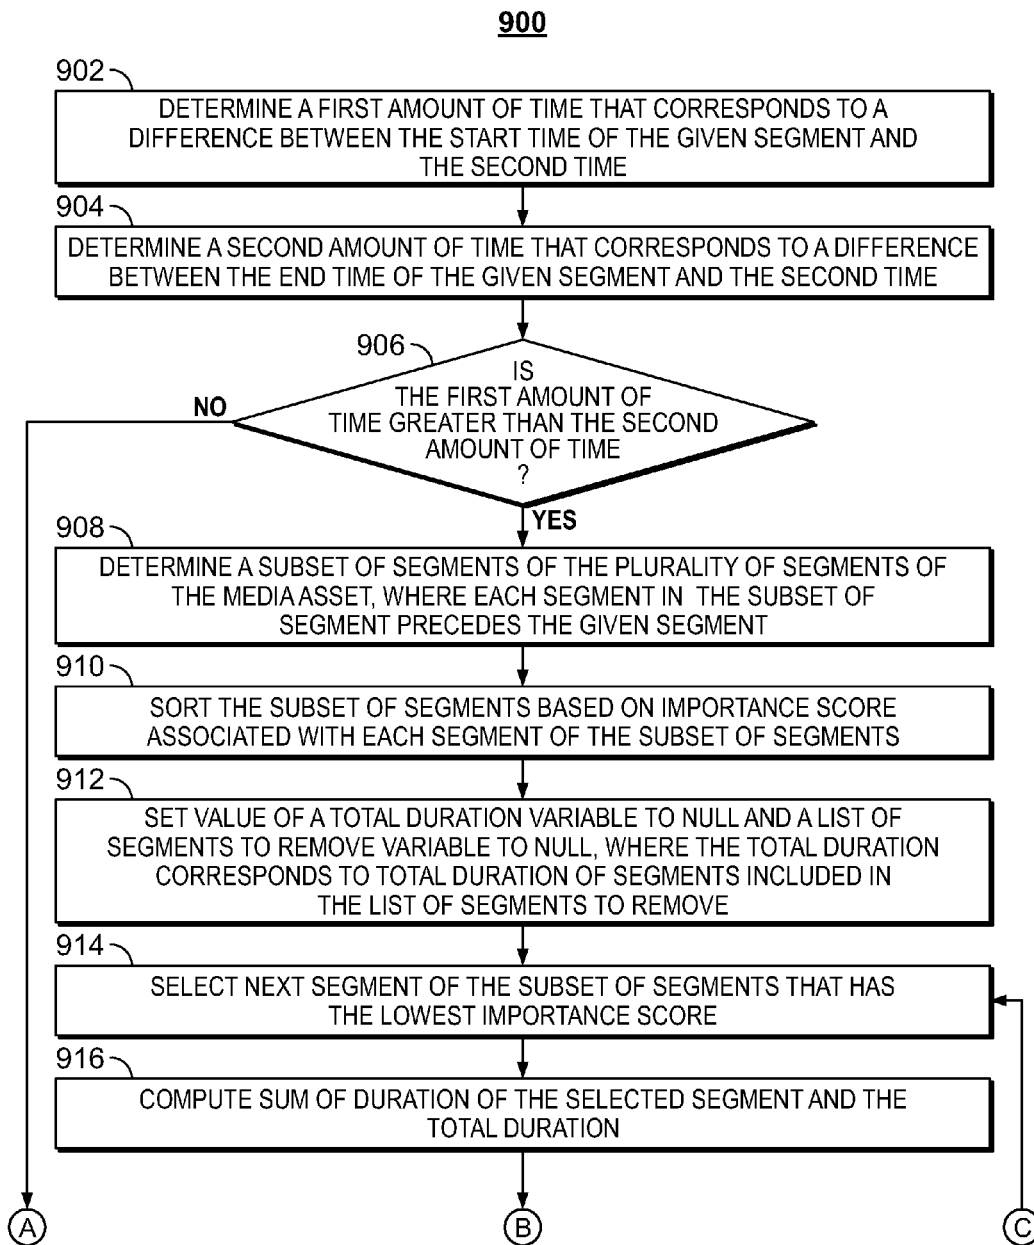 900
902
DETERMINE A FIRST AMOUNT OF TIME THAT CORRESPONDS TO A
DIFFERENCE BETWEEN THE START TIME OF THE GIVEN SEGMENT AND
THE SECOND TIME
904
DETERMINE A SECOND AMOUNT OF TIME THAT CORRESPONDS TO A DIFFERENCE
BETWEEN THE END TIME OF THE GIVEN SEGMENT AND THE SECOND TIME
906
IS
THE FIRST AMOUNT OF
TIME GREATER THAN THE SECOND
AMOUNT OF TIME
?
NO
YES
908
DETERMINE A SUBSET OF SEGMENTS OF THE PLURALITY OF SEGMENTS OF
THE MEDIA ASSET, WHERE EACH SEGMENT IN THE SUBSET OF
SEGMENT PRECEDES THE GIVEN SEGMENT
910
SORT THE SUBSET OF SEGMENTS BASED ON IMPORTANCE SCORE
ASSOCIATED WITH EACH SEGMENT OF THE SUBSET OF SEGMENTS
912
SET VALUE OF A TOTAL DURATION VARIABLE TO NULL AND A LIST OF
SEGMENTS TO REMOVE VARIABLE TO NULL, WHERE THE TOTAL DURATION
CORRESPONDS TO TOTAL DURATION OF SEGMENTS INCLUDED IN
THE LIST OF SEGMENTS TO REMOVE
914
SELECT NEXT SEGMENT OF THE SUBSET OF SEGMENTS THAT HAS
THE LOWEST IMPORTANCE SCORE
916
COMPUTE SUM OF DURATION OF THE SELECTED SEGMENT AND THE
TOTAL DURATION
A
B
C